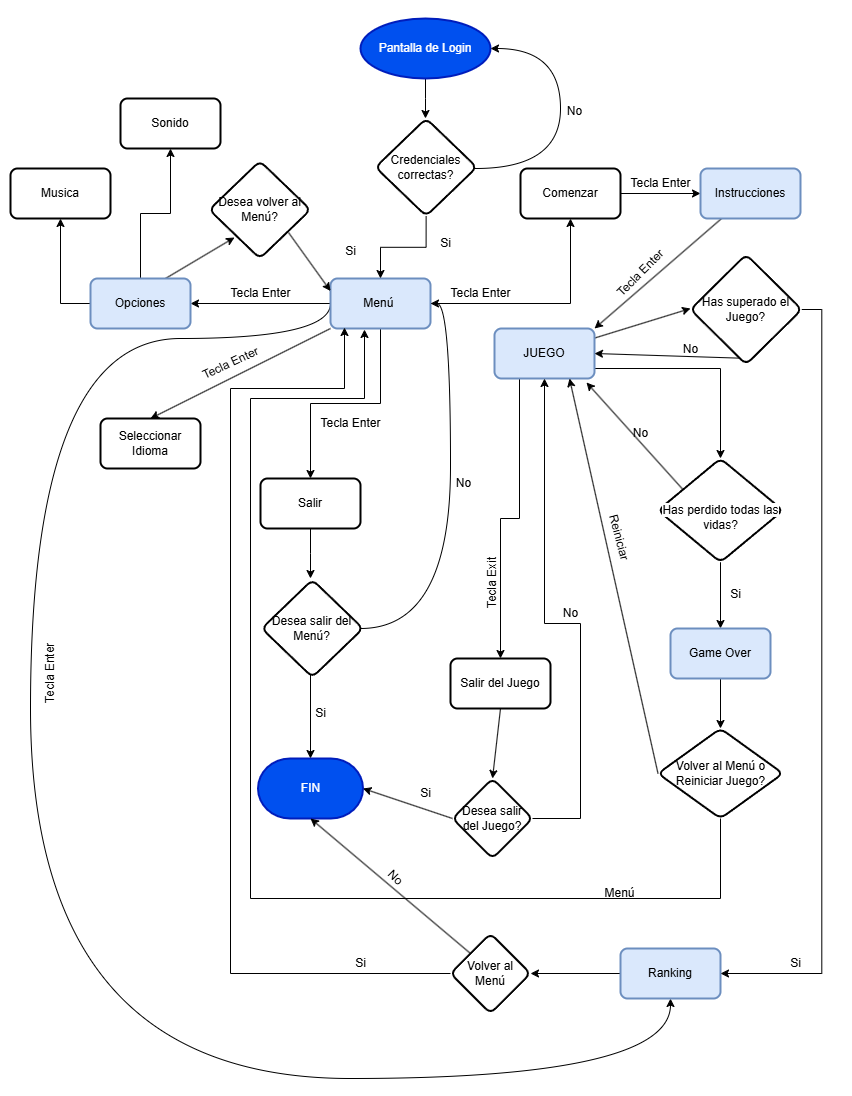 Pantalla de Login
No
Sonido
Credenciales
correctas?
Musica
Desea volver al
Menú?
Comenzar
Tecla Enter
Instrucciones
Si
Si
Opciones
Tecla Enter
Menú
Tecla Enter
Tecla Enter
Has superado el
Juego?
JUEGO
No
Tecla Enter
Tecla Enter
Seleccionar
Idioma
No
Salir
No
Has perdido todas las
vidas?
Reiniciar
Tecla Exit
Si
Desea salir del
Menú?
No
Game Over
Tecla Enter
Salir del Juego
Si
FIN
Volver al Menú o
Reiniciar Juego?
Si
Desea salir
del Juego?
No
Menú
Si
Volver al
Menú
Ranking
Si